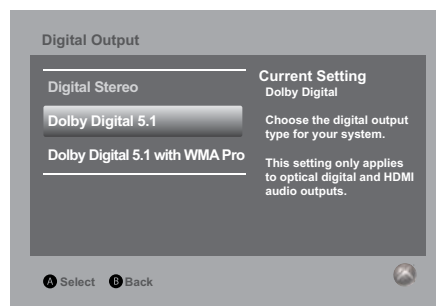 Digital Output
Digital Stereo
Dolby Digital 5.1
Dolby Digital 5.1 with WMA Pro
Current Setting
Dolby Digital
Choose the digital output
type for your system.
This setting only applies
to optical digital and HDMI
audio outputs.
A Select B Back